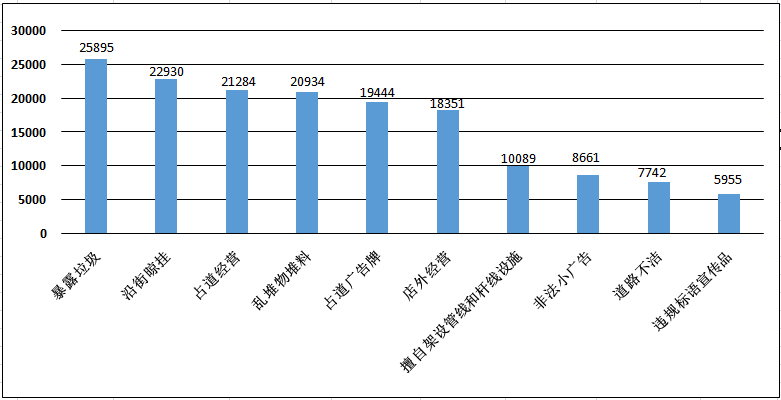 30000
25000
20000
15000
10000
5000
0
25895
22930
21284
20934
19444
18351
10089
8661
7742
5955
暴露垃圾
沿街晾挂
占道经营
乱堆物堆料
占道广告牌
店外经营
擅自架设管线和杆线设施
非法小广告
道路不洁
违规标语宣传品